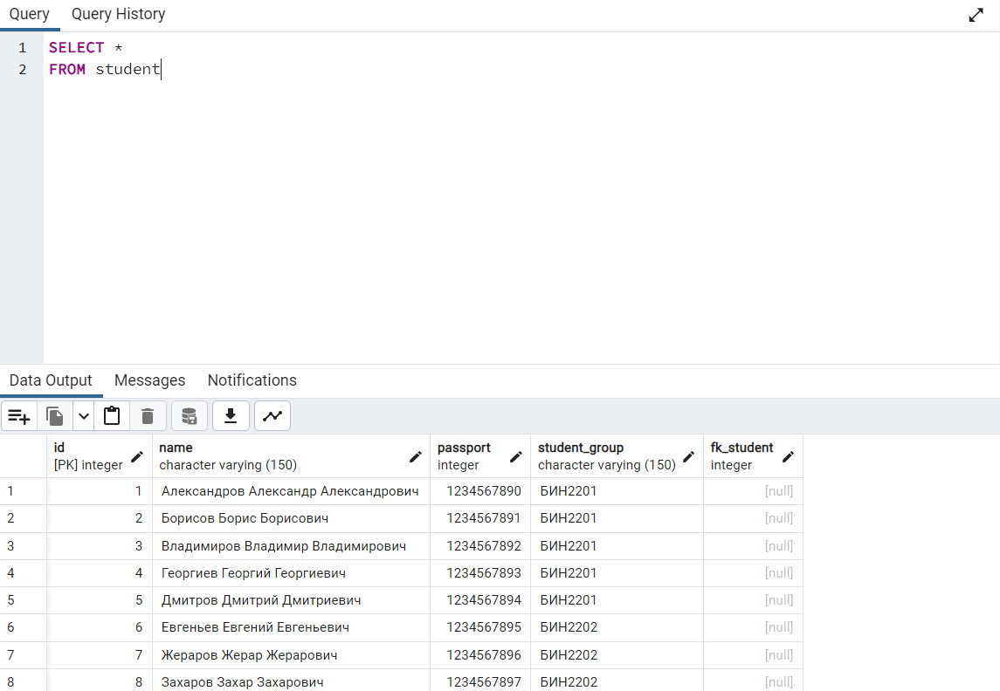 Query Query History
1 SELECT *
2 FROM student
Data Output Messages Notifications
id name passport student_group fk_student
[PK] integer character varying (150) integer character varying (150) integer
1 1 Александров Александр Александрович 1234567890 БИН2201 [null]
2 2 Борисов Борис Борисович 1234567891 БИН2201 [null]
3 3 Владимиров Владимир Владимирович 1234567892 БИН2201 [null]
4 4 Георгиев Георгий Георгиевич 1234567893 БИН2201 [null]
5 5 Дмитров Дмитрий Дмитриевич 1234567894 БИН2201 [null]
6 6 Евгеньев Евгений Евгеньевич 1234567895 БИН2202 [null]
7 7 Жераров Жерар Жерарович 1234567896 БИН2202 [null]
8 8 Захаров Захар Захарович 1234567897 БИН2202 [null]